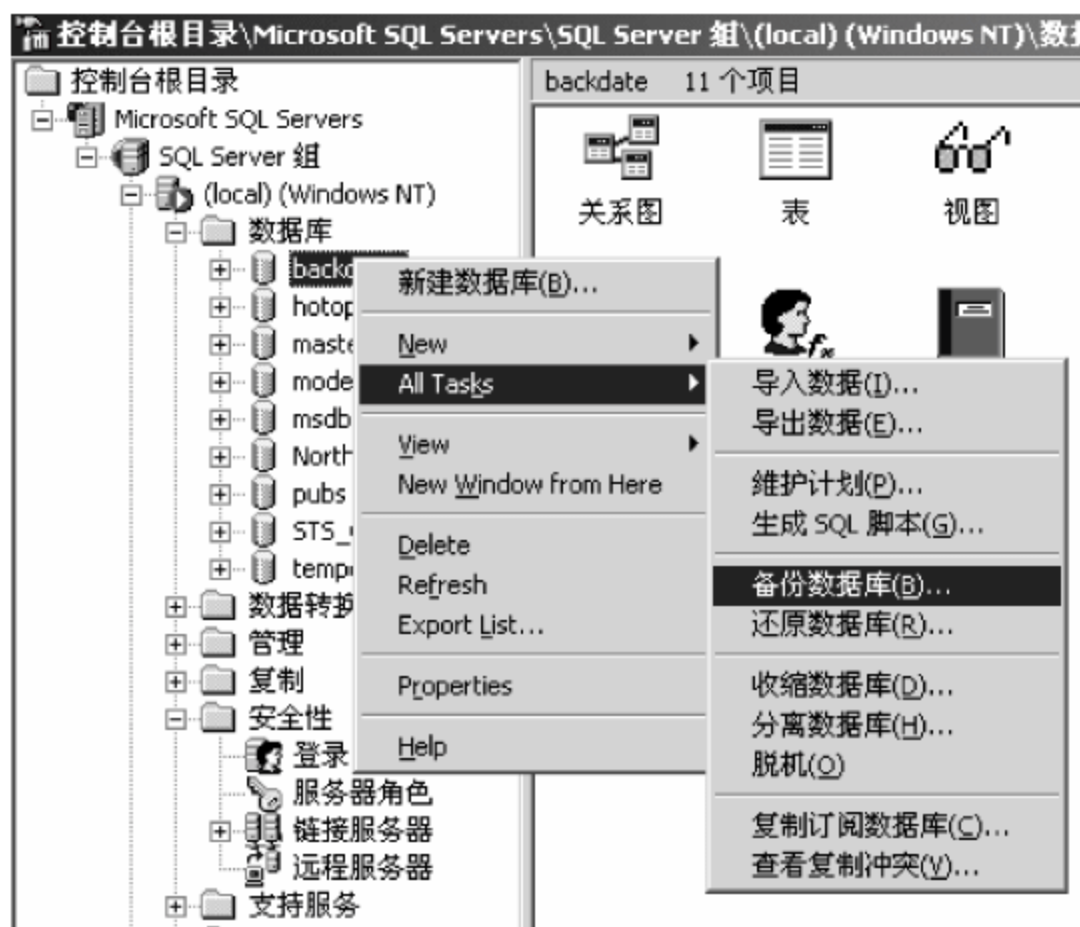 控制台根目录\Microsoft SQL Servers\SQL Server 组\(local) (Windows NT)\数
控制台根目录
Microsoft SQL Servers
SQL Server 组
(local) (Windows NT)
数据库
backd
hotop
maste
mode
msdb
North
pubs
STS_
temp
数据转换
管理
复制
安全性
登录
服务器角色
链接服务器
远程服务器
支持服务
backdate 11 个项目
关系图
表
视图
新建数据库(B)...
New
All Tasks
View
New Window from Here
Delete
Refresh
Export List...
Properties
Help
导入数据(I)...
导出数据(E)...
维护计划(P)...
生成 SQL 脚本(G)...
备份数据库(B)...
还原数据库(R)...
收缩数据库(D)...
分离数据库(H)...
脱机(O)
复制订阅数据库(C)...
查看复制冲突(V)...